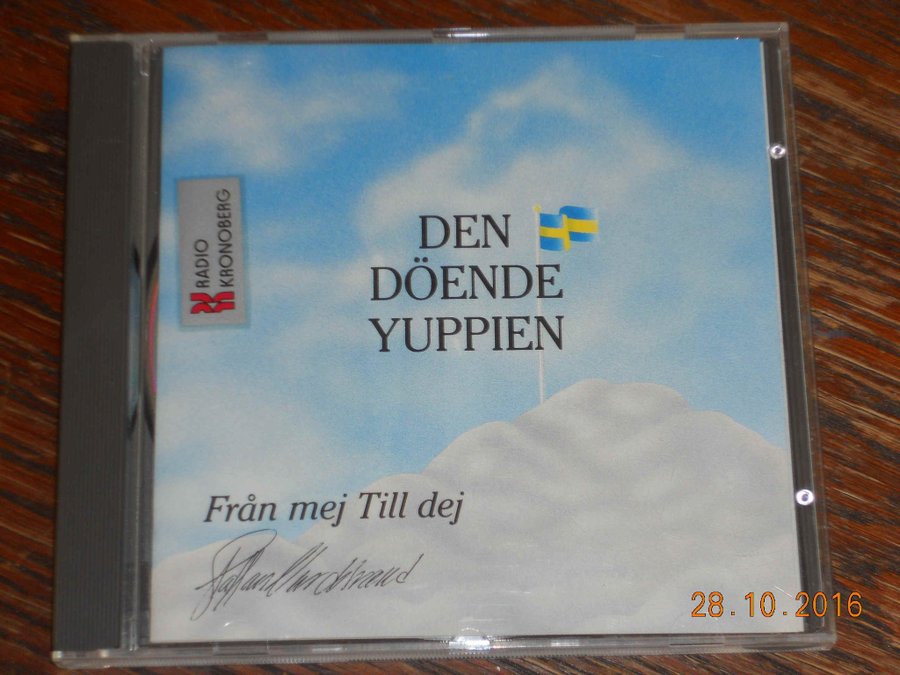 RADIO
KRONOBERG
DEN
DÖENDE
YUPPIEN
Från mej Till dej
28.10.2016